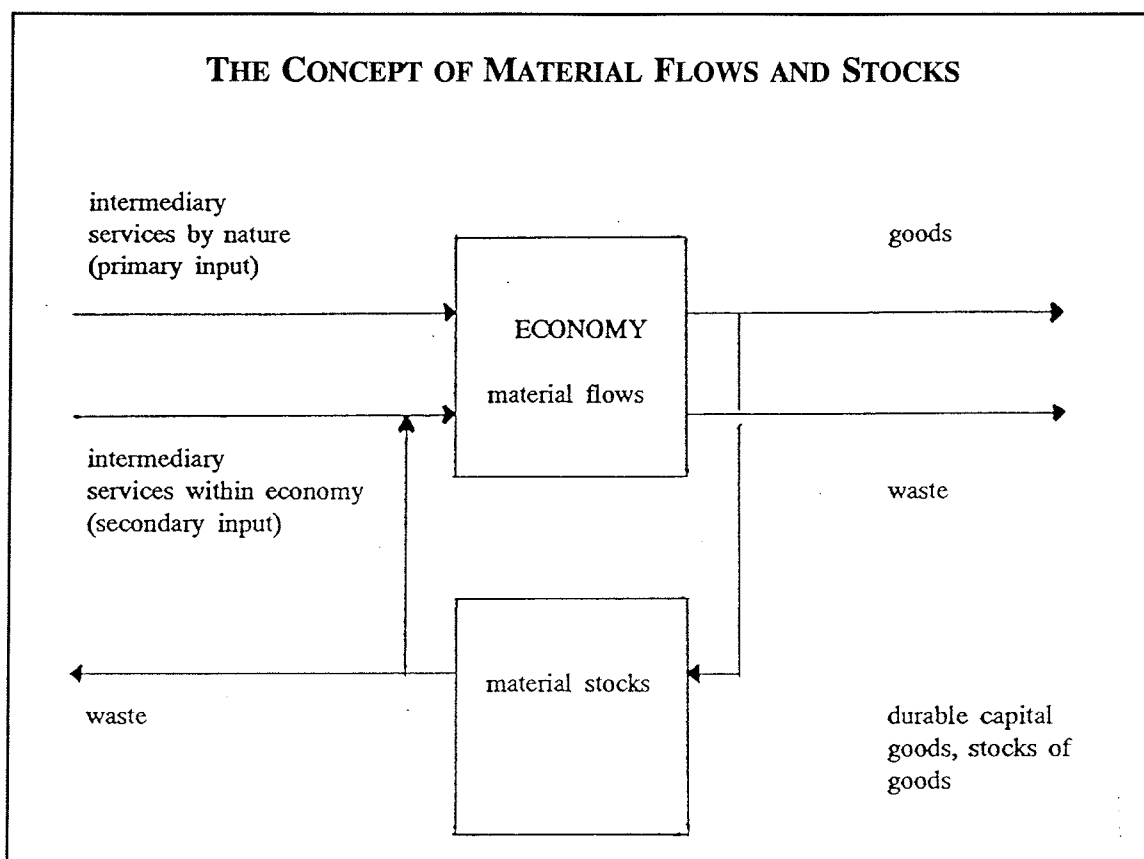 THE CONCEPT OF MATERIAL FLOWS AND STOCKS
intermediary
services by nature
(primary input)
goods
ECONOMY
material flows
intermediary
services within economy
(secondary input)
waste
material stocks
waste
durable capital
goods, stocks of
goods